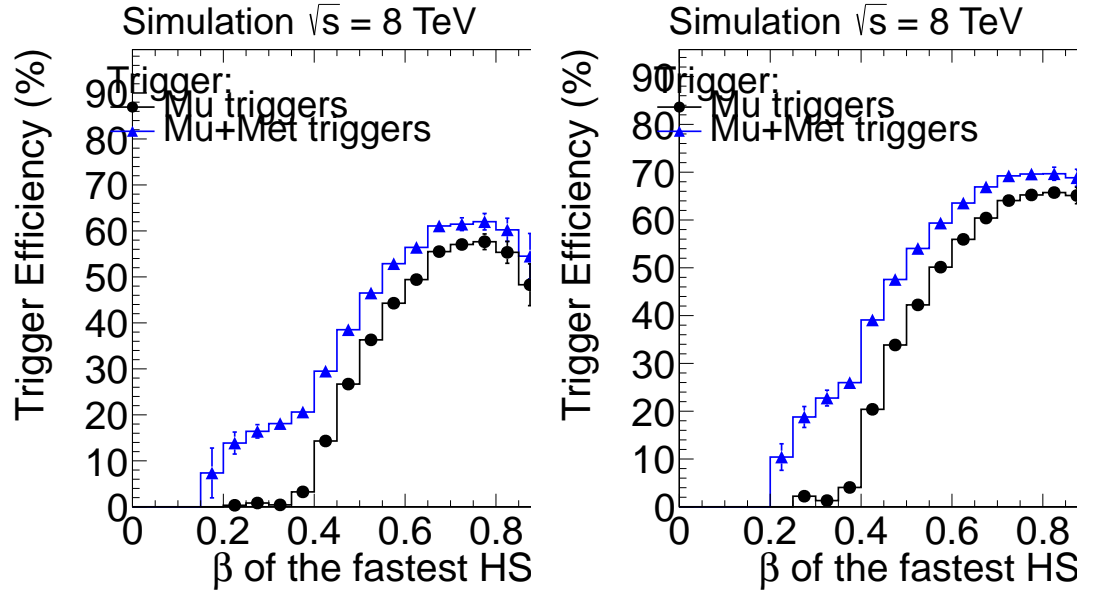 Simulation √s = 8 TeV
Trigger Efficiency (%)
Trigger:
Mu triggers
Mu+Met triggers
90
80
70
60
50
40
30
20
10
0
0 0.2 0.4 0.6 0.8
β of the fastest HS
Simulation √s = 8 TeV
Trigger Efficiency (%)
Trigger:
Mu triggers
Mu+Met triggers
90
80
70
60
50
40
30
20
10
0
0 0.2 0.4 0.6 0.8
β of the fastest HS